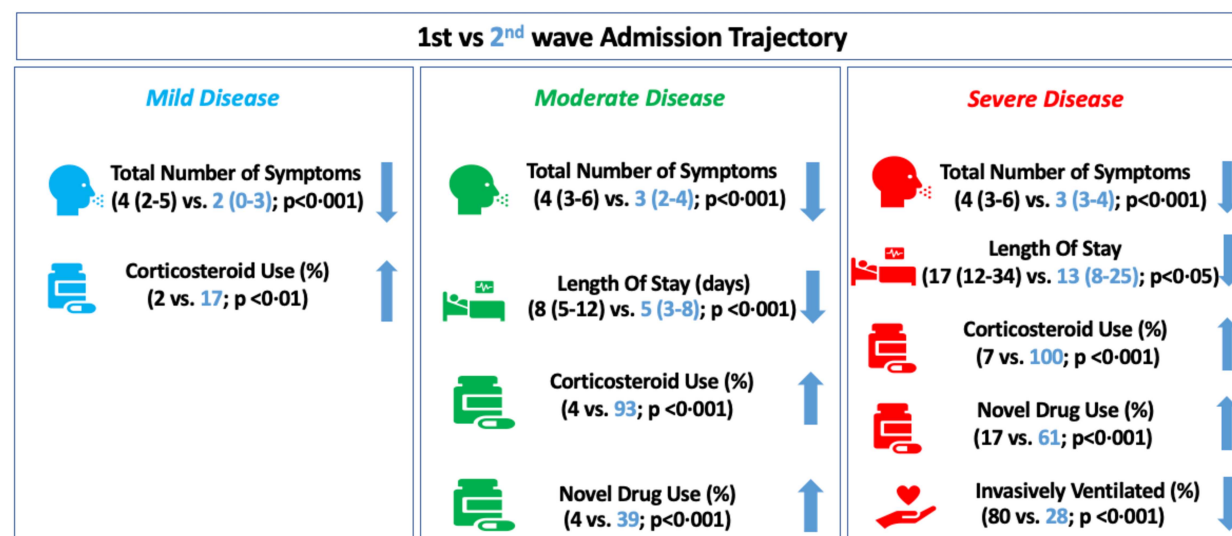 1st vs 2nd wave Admission Trajectory
Mild Disease
Total Number of Symptoms
(4 (2-5) vs. 2 (0-3); p<0·001)
Corticosteroid Use (%)
(2 vs. 17; p <0·01)
Moderate Disease
Total Number of Symptoms
(4 (3-6) vs. 3 (2-4); p<0·001)
Length Of Stay (days)
(8 (5-12) vs. 5 (3-8); p <0·001)
Corticosteroid Use (%)
(4 vs. 93; p <0·001)
Novel Drug Use (%)
(4 vs. 39; p<0·001)
Severe Disease
Total Number of Symptoms
(4 (3-6) vs. 3 (3-4); p<0·001)
Length Of Stay
(17 (12-34) vs. 13 (8-25); p<0·05)
Corticosteroid Use (%)
(7 vs. 100; p <0·001)
Novel Drug Use (%)
(17 vs. 61; p<0·001)
Invasively Ventilated (%)
(80 vs. 28; p <0·001)